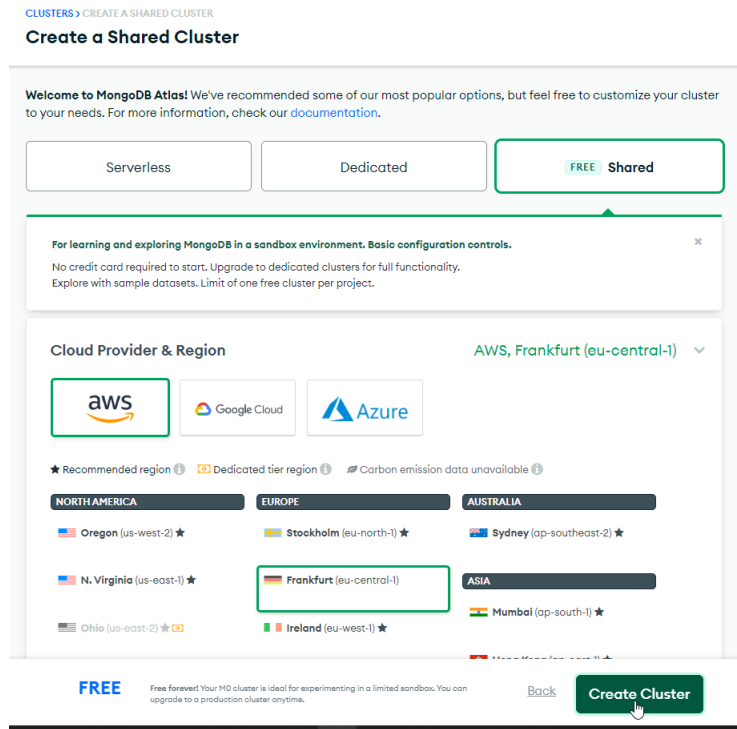 CLUSTERS > CREATE A SHARED CLUSTER
Create a Shared Cluster
Welcome to MongoDB Atlas! We've recommended some of our most popular options, but feel free to customize your cluster
to your needs. For more information, check our documentation.
Serverless
Dedicated
FREE Shared
For learning and exploring MongoDB in a sandbox environment. Basic configuration controls.
No credit card required to start. Upgrade to dedicated clusters for full functionality.
Explore with sample datasets. Limit of one free cluster per project.
Cloud Provider & Region
AWS, Frankfurt (eu-central-1)
aws
Google Cloud
Azure
Recommended region
Dedicated tier region
Carbon emission data unavailable
NORTH AMERICA
Oregon (us-west-2)
N. Virginia (us-east-1)
Ohio (us-east-2)
EUROPE
Stockholm (eu-north-1)
Frankfurt (eu-central-1)
Ireland (eu-west-1)
AUSTRALIA
Sydney (ap-southeast-2)
ASIA
Mumbai (ap-south-1)
FREE
Free forever! Your M0 cluster is ideal for experimenting in a limited sandbox. You can
upgrade to a production cluster anytime.
Back
Create Cluster